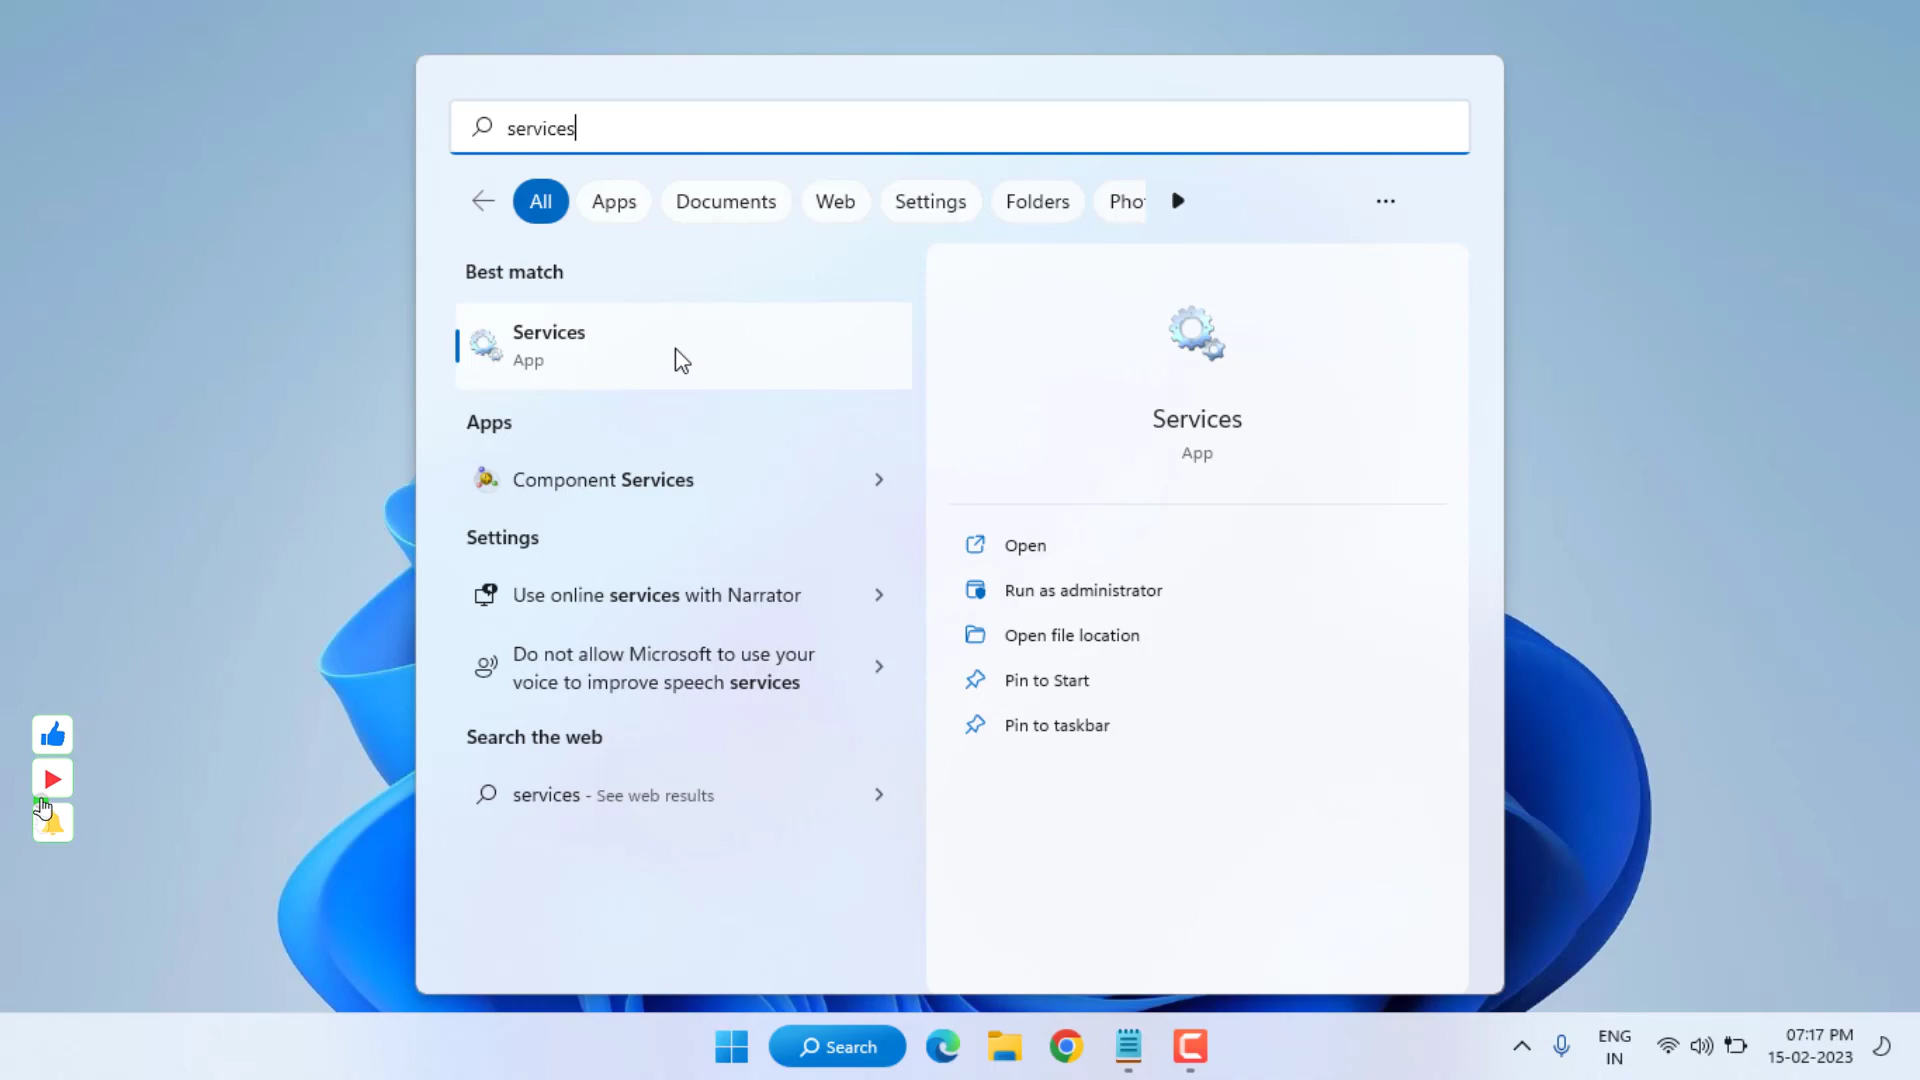 services
All
Apps
Documents
Web
Settings
Folders
Pho
Best match
Services
App
Apps
Component Services
Settings
Use online services with Narrator
Do not allow Microsoft to use your
voice to improve speech services
Search the web
services - See web results
Services
App
Open
Run as administrator
Open file location
Pin to Start
Pin to taskbar
Search
ENG
IN
07:17 PM
15-02-2023